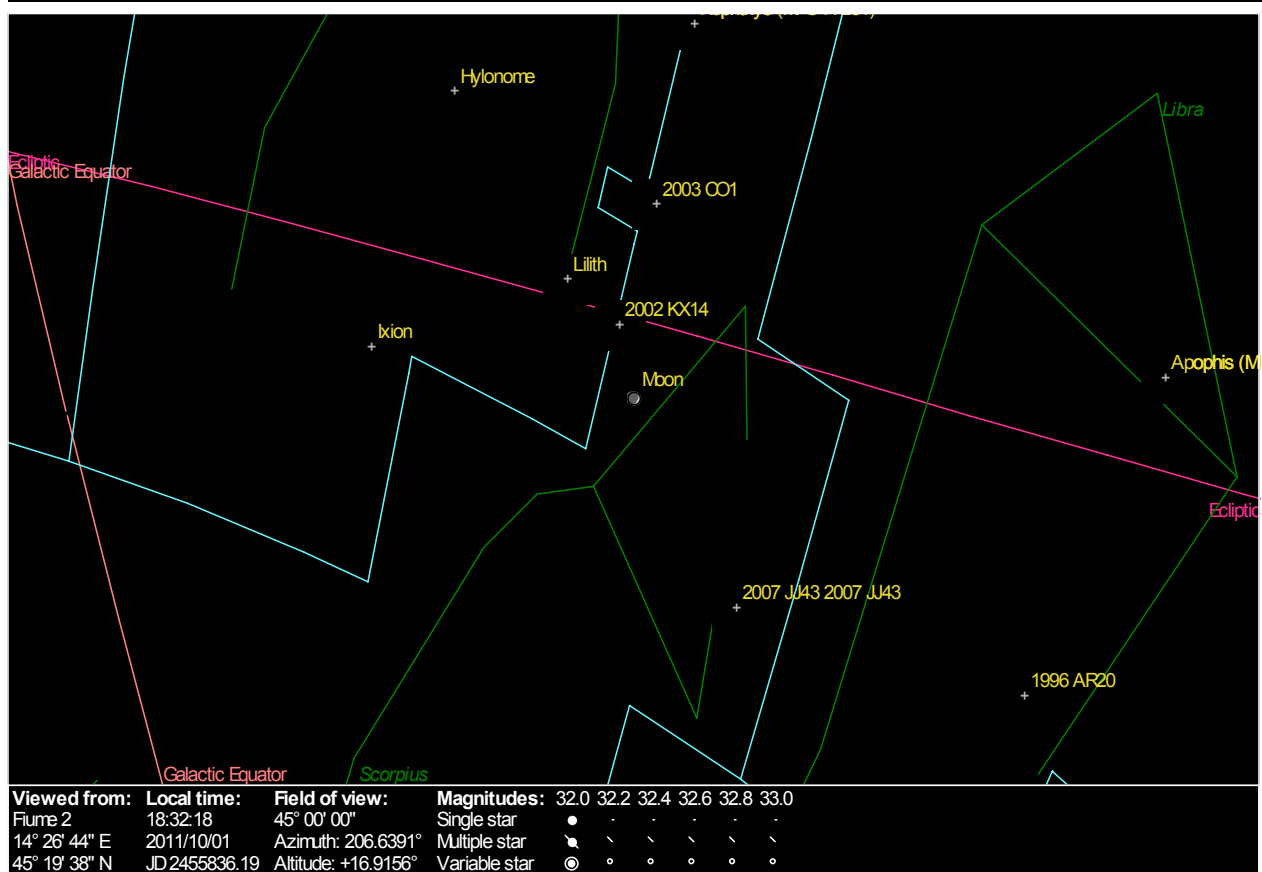 Hylonome
Libra
Ecliptic
Galactic Equator
2003 CO1
Lilith
2002 KX14
Ixion
Apophis (M
Moon
Ecliptic
2007 JJ43 2007 JJ43
1996 AR20
Galactic Equator Scorpius
Viewed from: Local time: Field of view: Magnitudes: 32.0 32.2 32.4 32.6 32.8 33.0
Fiume 2 18:32:18 45° 00' 00" Single star
14° 26' 44" E 2011/10/01 Azimuth: 206.6391° Multiple star
45° 19' 38" N JD 2455836.19 Altitude: +16.9156° Variable star